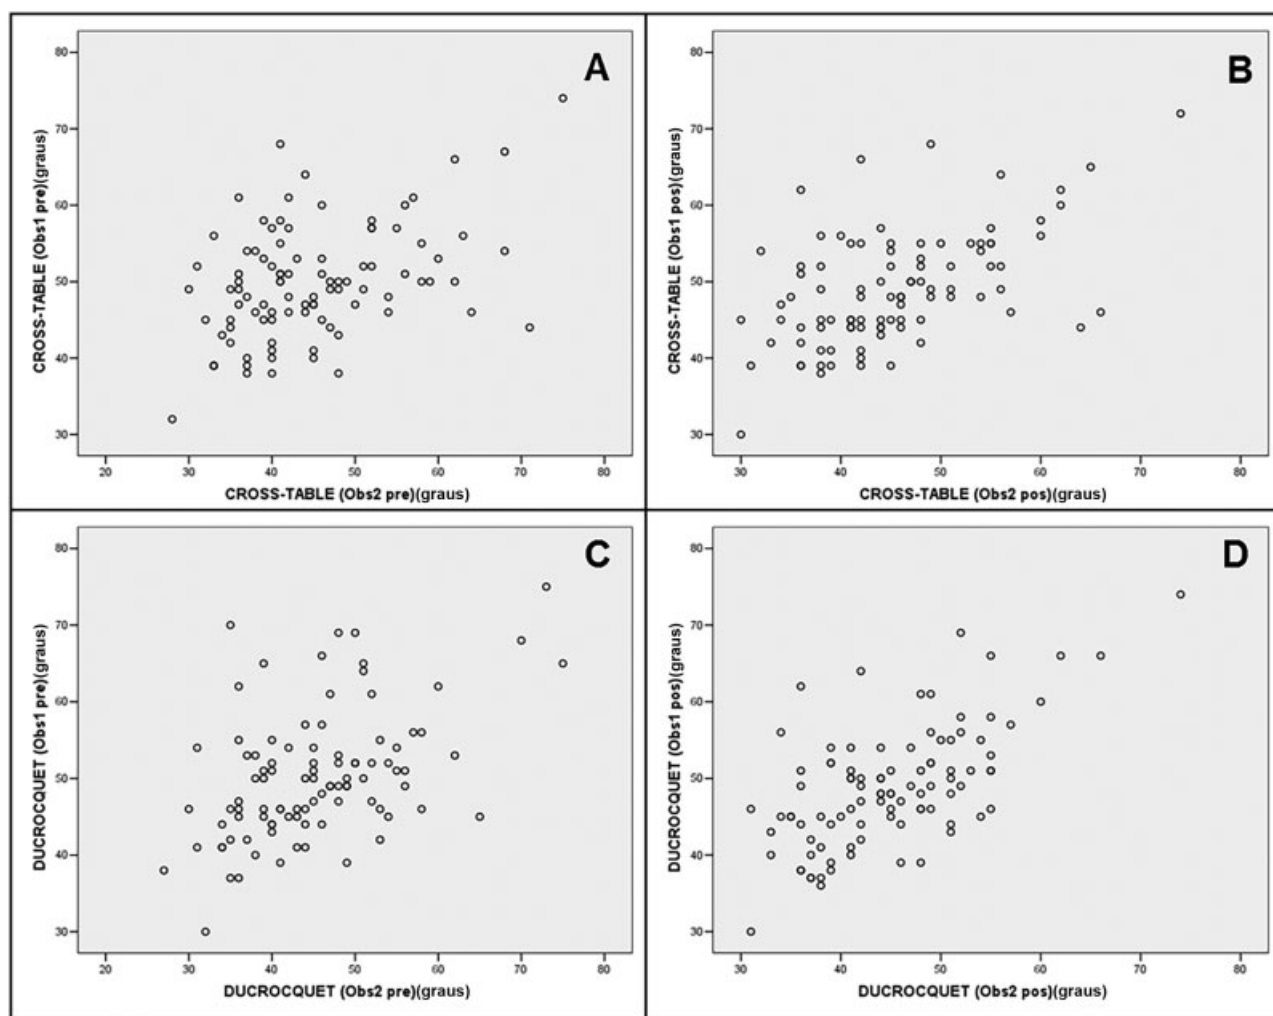 A
80
70
60
50
40
30
CROSS-TABLE (Obs1 pre)(graus)
20 30 40 50 60 70 80
CROSS-TABLE (Obs2 pre)(graus)
B
80
70
60
50
40
30
CROSS-TABLE (Obs1 pos)(graus)
30 40 50 60 70 80
CROSS-TABLE (Obs2 pos)(graus)
C
80
70
60
50
40
30
DUCROCQUET (Obs1 pre)(graus)
20 30 40 50 60 70 80
DUCROCQUET (Obs2 pre)(graus)
D
80
70
60
50
40
30
DUCROCQUET (Obs1 pos)(graus)
30 40 50 60 70 80
DUCROCQUET (Obs2 pos)(graus)